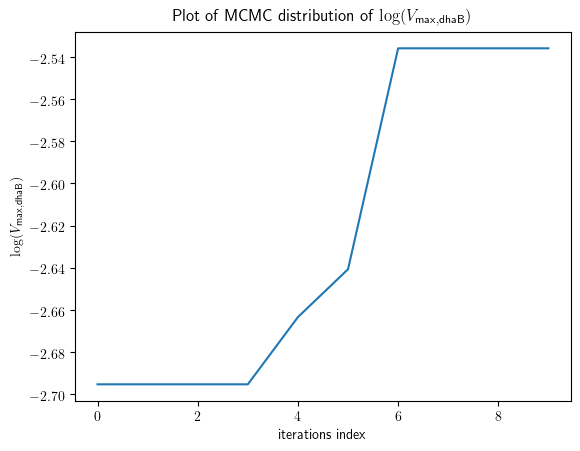 Plot of MCMC distribution of log(V_max,dhaB)
−2.54
−2.56
−2.58
−2.60
−2.62
−2.64
−2.66
−2.68
−2.70
log(V_max,dhaB)
0 2 4 6 8
iterations index